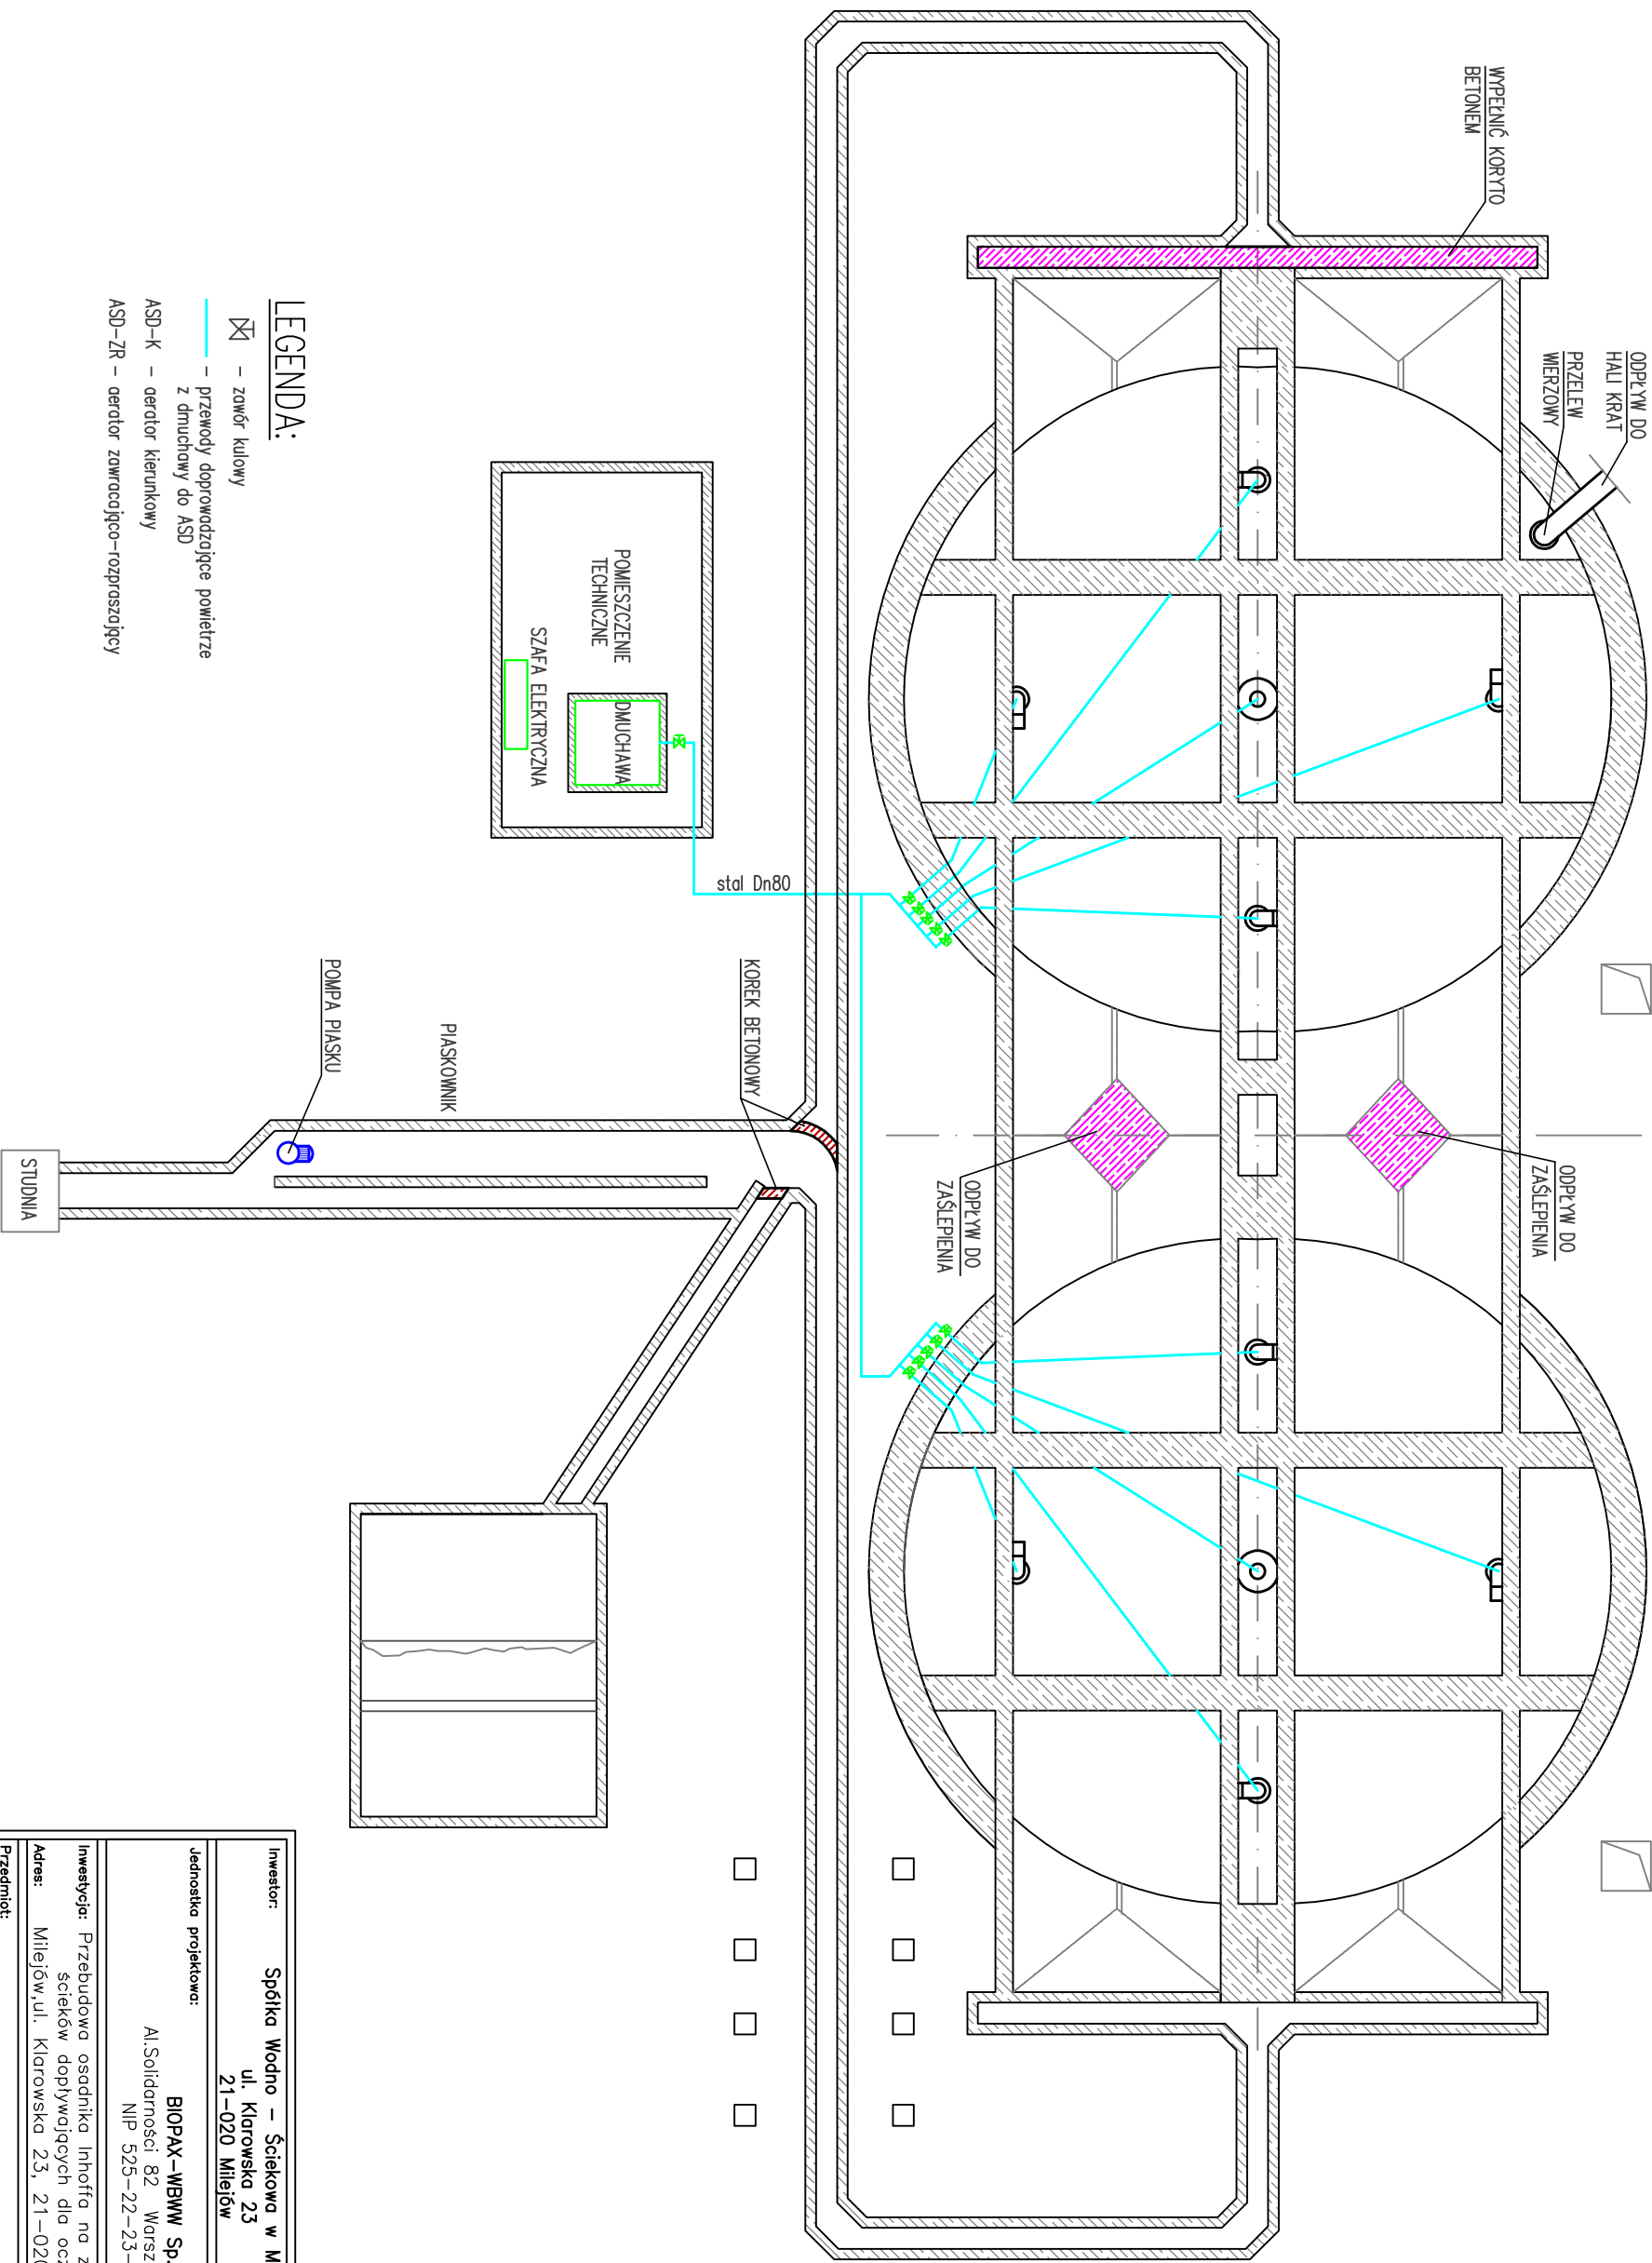 WYPEŁNIĆ KORYTO
BETONEM
ODPŁYW DO
HALI KRAT
PRZELEW
WIERZOWY
ODPŁYW DO
ZAŚLEPIENIA
ODPŁYW DO
ZAŚLEPIENIA
stal Dn80
POMIESZCZENIE
TECHNICZNE
DMUCHAWA
SZAFA ELEKTRYCZNA
KOREK BETONOWY
PIASKOWNIK
POMPA PIASKU
STUDNIA
LEGENDA:
- zawór kulowy
- przewody doprowadzające powietrze
z dmuchawy do ASD
ASD-K - aerator kierunkowy
ASD-ZR - aerator zawracająco-rozpraszający
Inwestor: Spółka Wodno - Ściekowa w M
ul. Klarowska 23
21-020 Milejów
Jednostka projektowa:
BIOPAX-WBWW Sp.
Al.Solidarności 82 Warsz
NIP 525-22-23-
Inwestycja: Przebudowa osadnika Inhoffa na z
ścieków dopływających dla ocz
Adres: Milejów,ul. Klarowska 23, 21-020
Przedmiot: